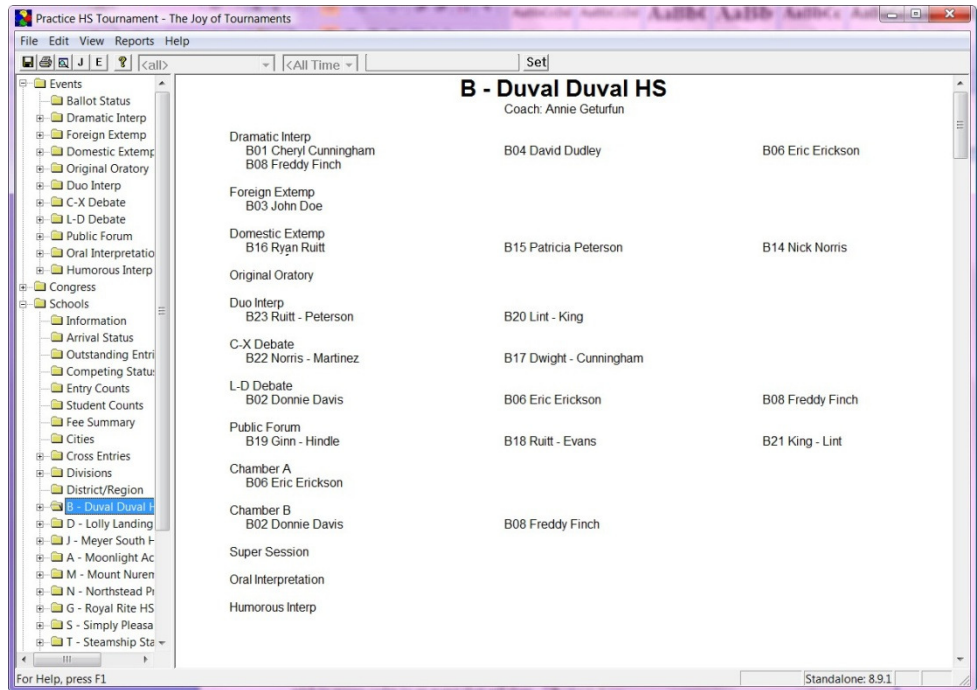 Practice HS Tournament - The Joy of Tournaments
File Edit View Reports Help
J E ? <all> <All Time Set
Events
Ballot Status
Dramatic Interp
Foreign Extemp
Domestic Extemp
Original Oratory
Duo Interp
C-X Debate
L-D Debate
Public Forum
Oral Interpretatio
Humorous Interp
Congress
Schools
Information
Arrival Status
Outstanding Entri
Competing Statu
Entry Counts
Student Counts
Fee Summary
Cities
Cross Entries
Divisions
District/Region
B - Duval Duval H
D - Lolly Landing
J - Meyer South H
A - Moonlight Ac
M - Mount Nurem
N - Northstead Pr
G - Royal Rite HS
S - Simply Pleasa
T - Steamship Sta
B - Duval Duval HS
Coach: Annie Geturfun
Dramatic Interp
B01 Cheryl Cunningham B04 David Dudley B06 Eric Erickson
B08 Freddy Finch
Foreign Extemp
B03 John Doe
Domestic Extemp
B16 Ryan Ruitt B15 Patricia Peterson B14 Nick Norris
Original Oratory
Duo Interp
B23 Ruitt - Peterson B20 Lint - King
C-X Debate
B22 Norris - Martinez B17 Dwight - Cunningham
L-D Debate
B02 Donnie Davis B06 Eric Erickson B08 Freddy Finch
Public Forum
B19 Ginn - Hindle B18 Ruitt - Evans B21 King - Lint
Chamber A
B06 Eric Erickson
Chamber B
B02 Donnie Davis B08 Freddy Finch
Super Session
Oral Interpretation
Humorous Interp
For Help, press F1
Standalone: 8.9.1